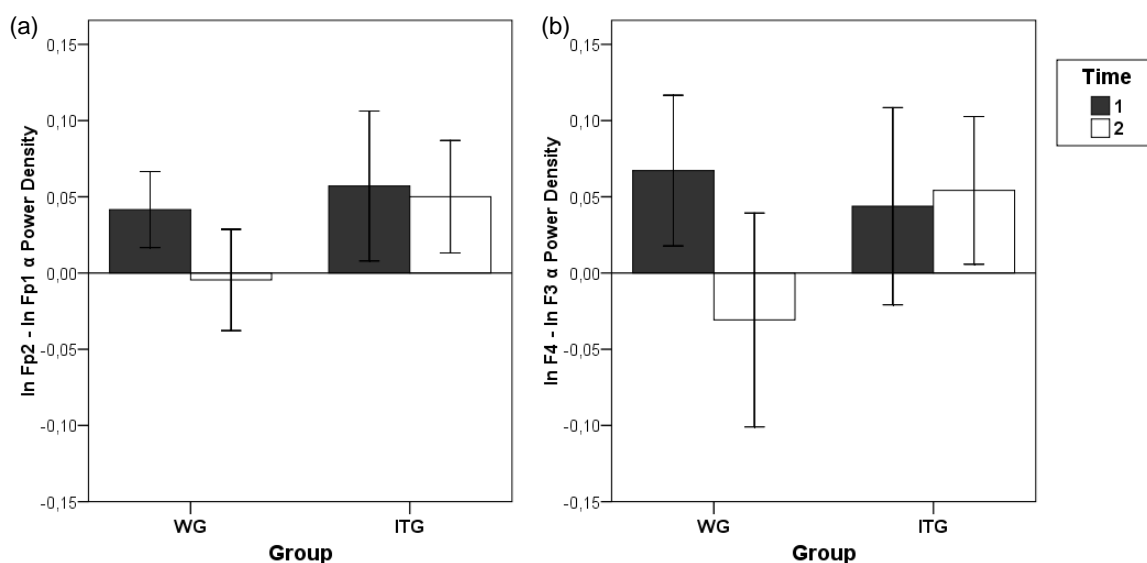 (a)
ln Fp2 - ln Fp1 α Power Density
0,15
0,10
0,05
0,00
-0,05
-0,10
-0,15
WG ITG
Group
(b)
ln F4 - ln F3 α Power Density
0,15
0,10
0,05
0,00
-0,05
-0,10
-0,15
WG ITG
Group
Time
1
2